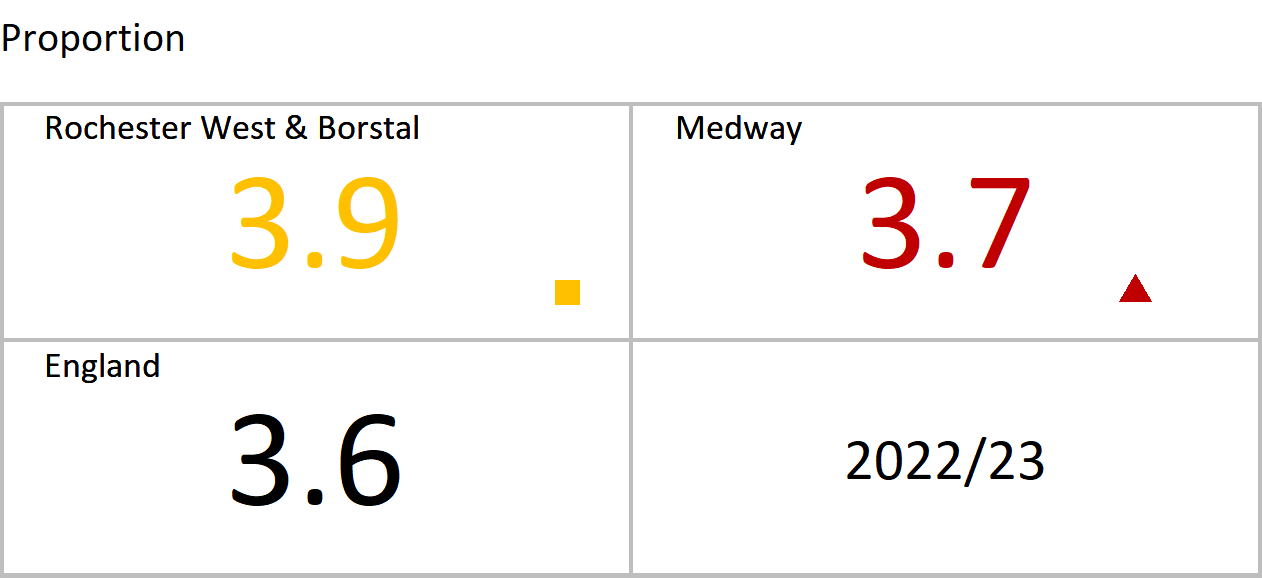 Proportion
Rochester West & Borstal
3.9
Medway
3.7
England
3.6
2022/23